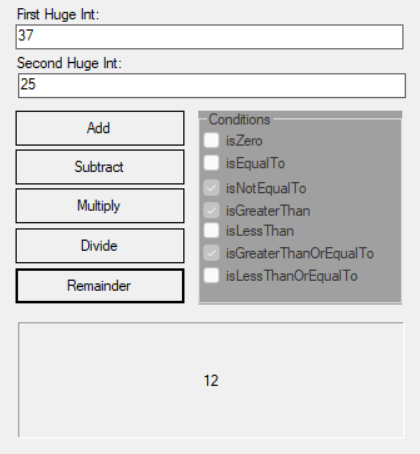 First Huge Int:
37
Second Huge Int:
25
Add
Subtract
Multiply
Divide
Remainder
Conditions
isZero
isEqualTo
isNotEqualTo
isGreaterThan
isLessThan
isGreaterThanOrEqualTo
isLessThanOrEqualTo
12